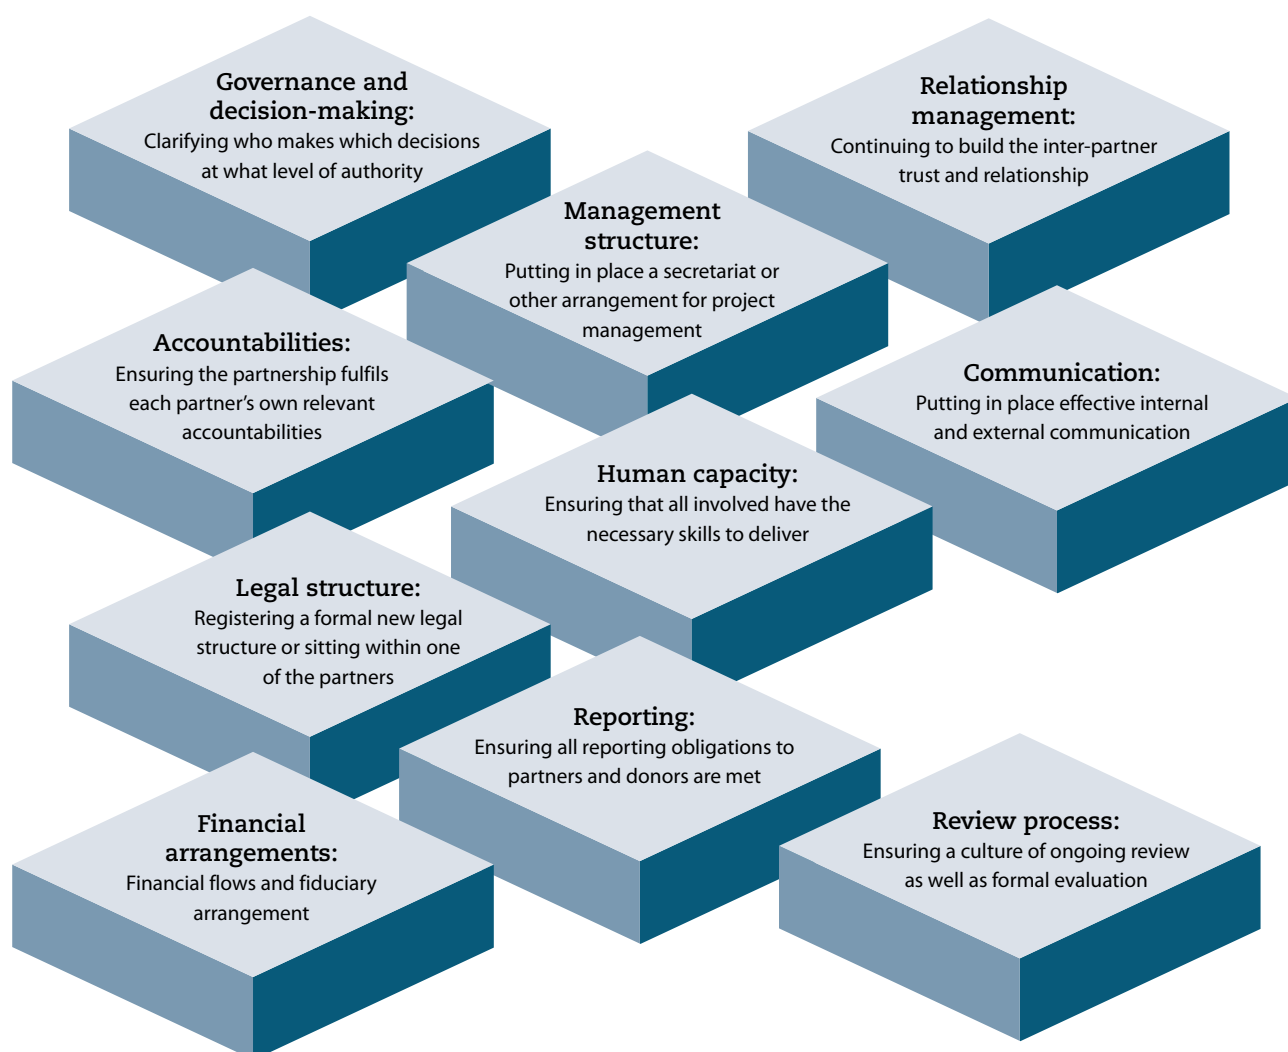 Governance and
decision-making:
Clarifying who makes which decisions
at what level of authority
Relationship
management:
Continuing to build the inter-partner
trust and relationship
Management
structure:
Putting in place a secretariat or
other arrangement for project
management
Accountabilities:
Ensuring the partnership fulfils
each partner’s own relevant
accountabilities
Communication:
Putting in place effective internal
and external communication
Human capacity:
Ensuring that all involved have the
necessary skills to deliver
Legal structure:
Registering a formal new legal
structure or sitting within one
of the partners
Reporting:
Ensuring all reporting obligations to
partners and donors are met
Financial
arrangements:
Financial flows and fiduciary
arrangement
Review process:
Ensuring a culture of ongoing review
as well as formal evaluation